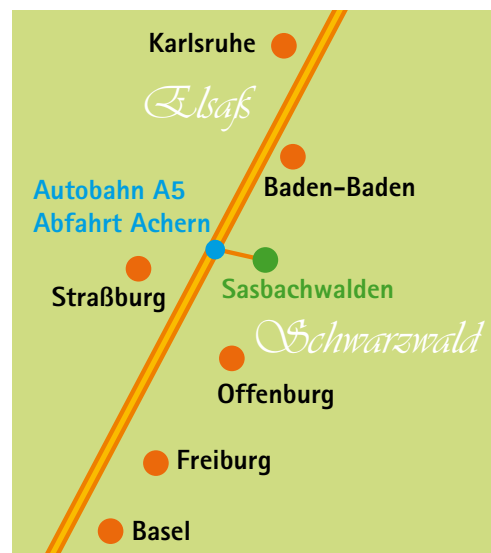 Karlsruhe
Elsaß
Baden-Baden
Autobahn A5
Abfahrt Achern
Straßburg
Sasbachwalden
Schwarzwald
Offenburg
Freiburg
Basel